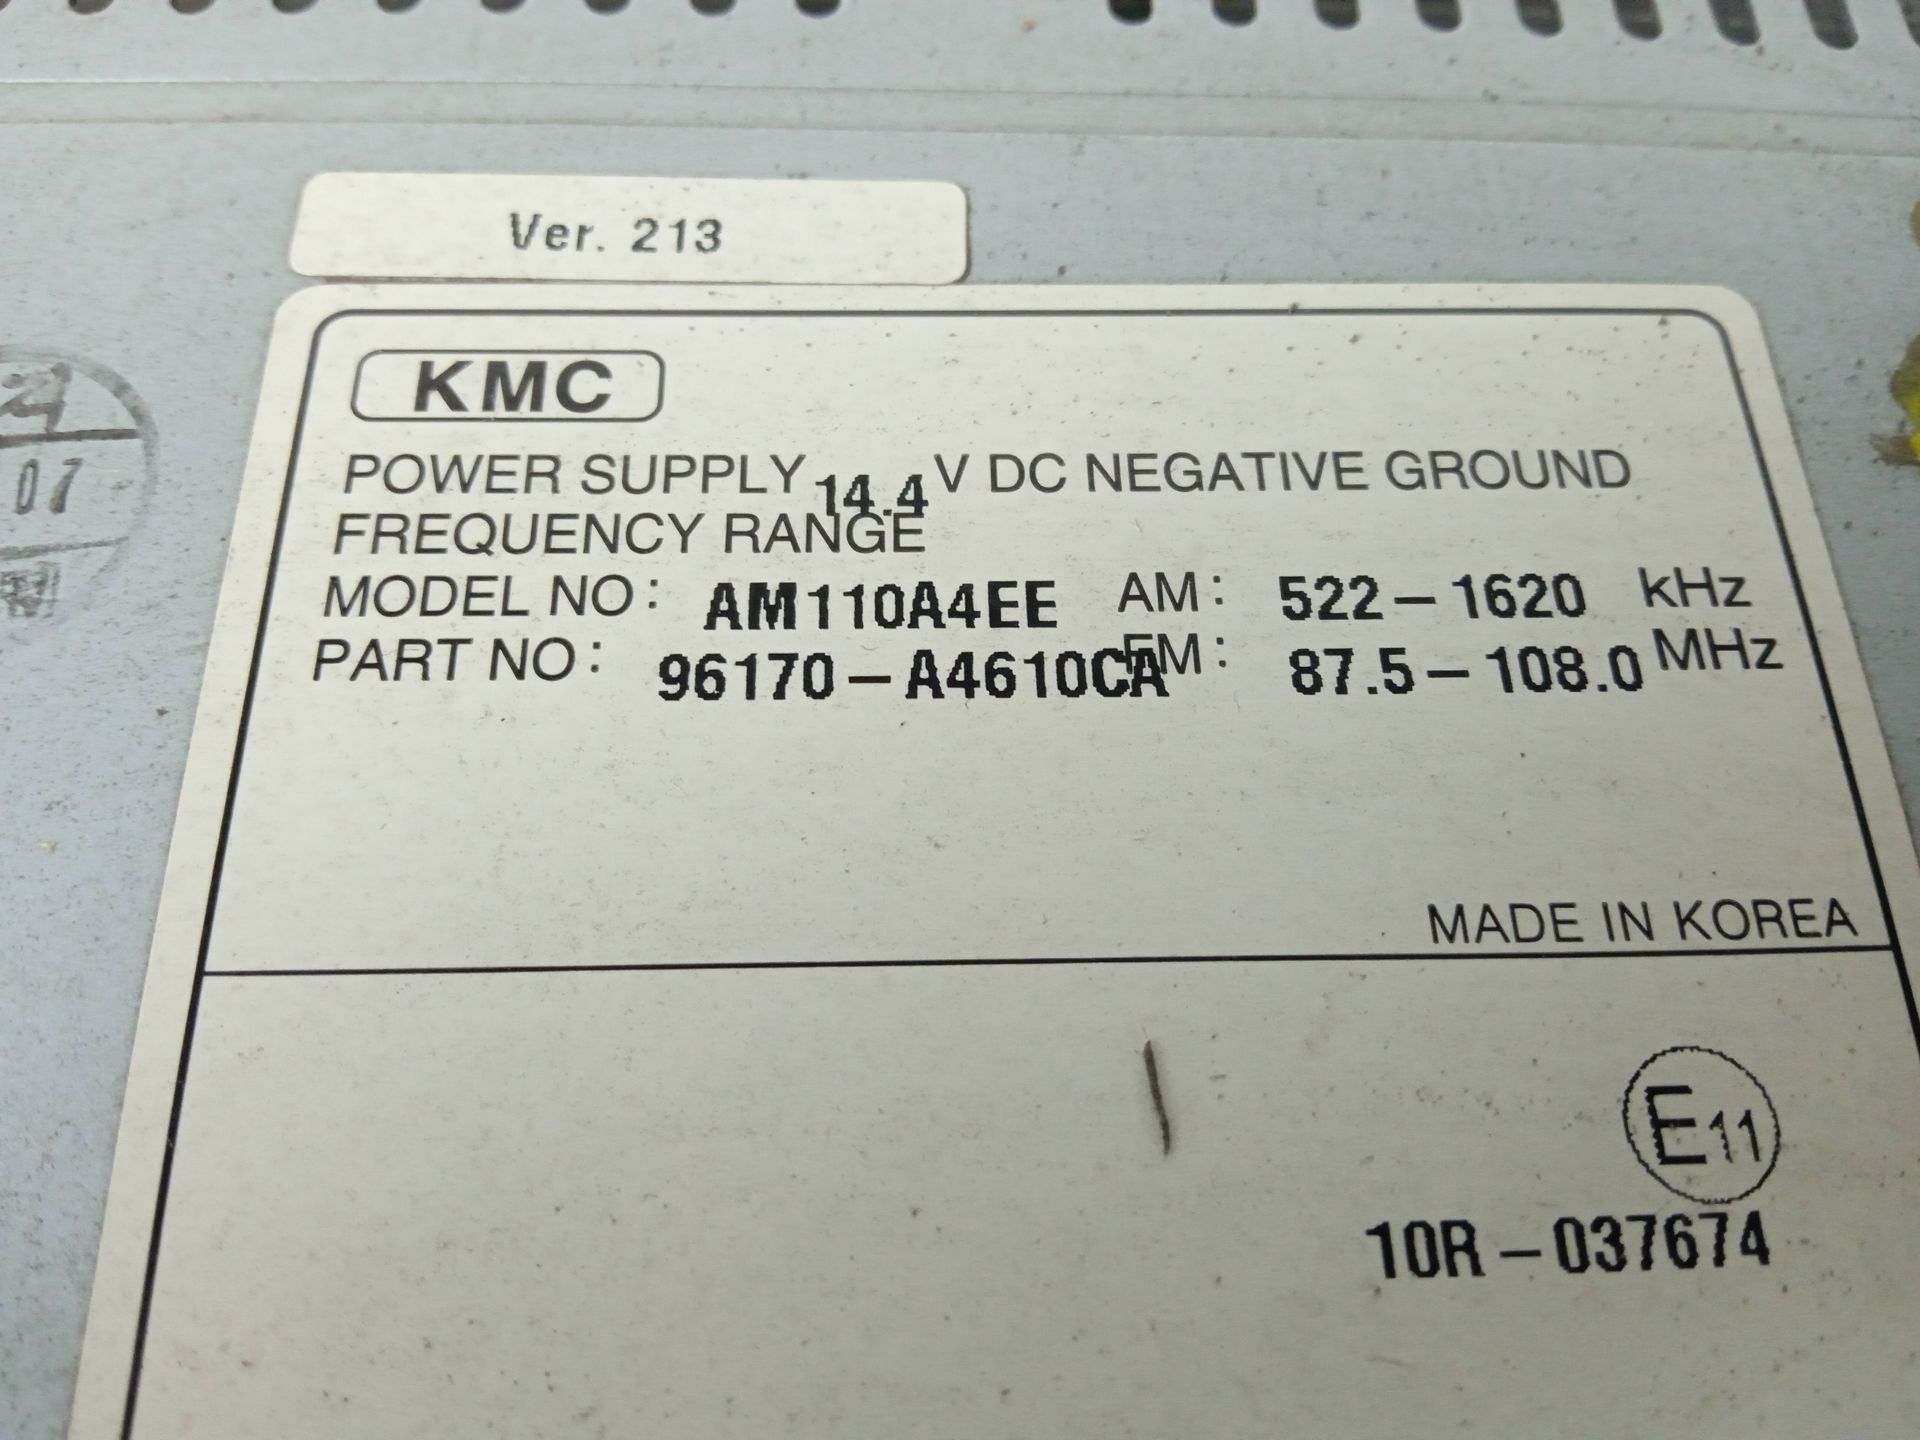 Ver. 213
KMC
POWER SUPPLY 14.4 V DC NEGATIVE GROUND
FREQUENCY RANGE
MODEL NO: AM110A4EE AM: 522-1620 kHz
PART NO: 96170-A4610CA FM: 87.5-108.0 MHz
07
MADE IN KOREA
E11
10R-037674